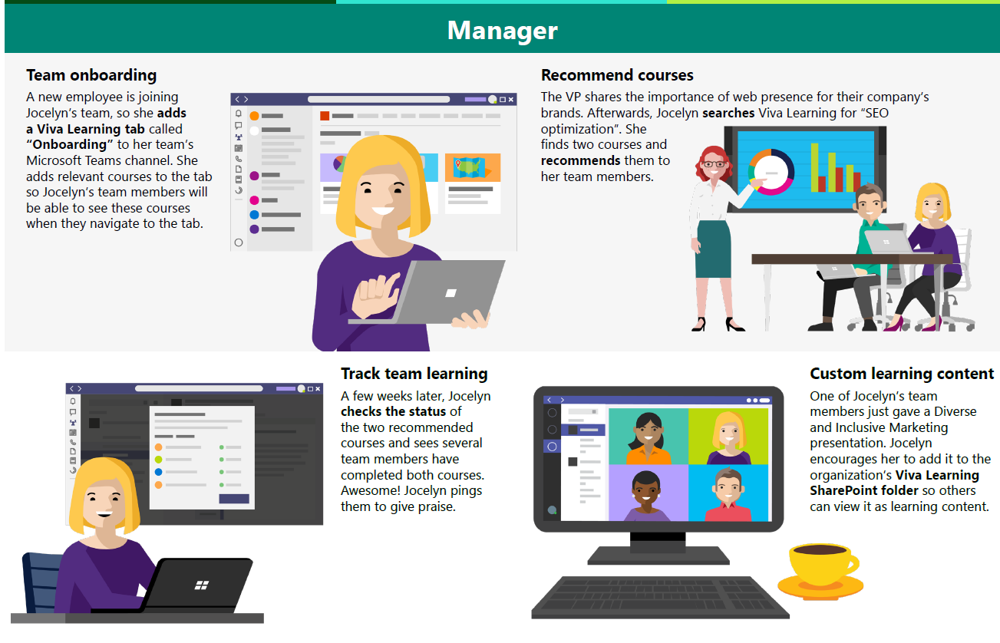 Manager
Team onboarding
A new employee is joining
Jocelyn’s team, so she adds
a Viva Learning tab called
“Onboarding” to her team’s
Microsoft Teams channel. She
adds relevant courses to the tab
so Jocelyn’s team members will
be able to see these courses
when they navigate to the tab.
Recommend courses
The VP shares the importance of web presence for their company’s
brands. Afterwards, Jocelyn searches Viva Learning for “SEO
optimization”. She
finds two courses and
recommends them to
her team members.
Track team learning
A few weeks later, Jocelyn
checks the status of
the two recommended
courses and sees several
team members have
completed both courses.
Awesome! Jocelyn pings
them to give praise.
Custom learning content
One of Jocelyn’s team
members just gave a Diverse
and Inclusive Marketing
presentation. Jocelyn
encourages her to add it to the
organization’s Viva Learning
SharePoint folder so others
can view it as learning content.